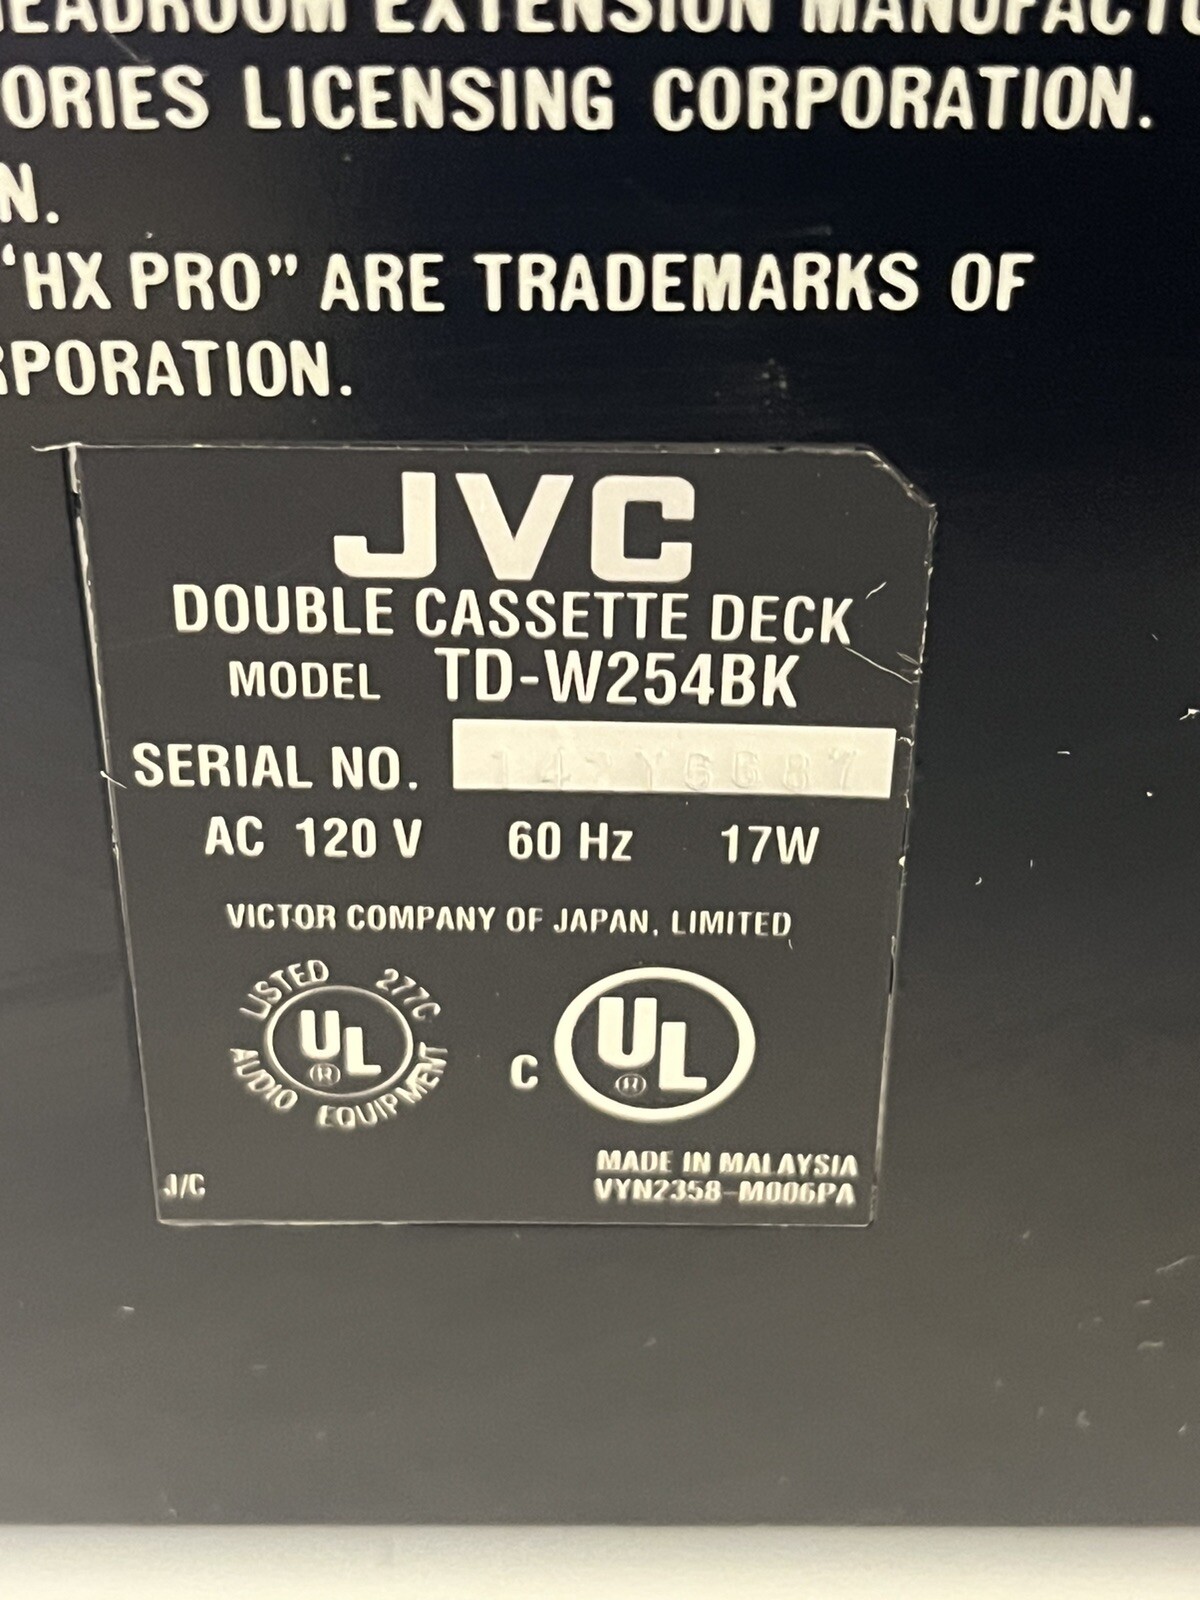 HEADROOM EXTENSION MANUFACTU
ORIES LICENSING CORPORATION.
N.
“HX PRO” ARE TRADEMARKS OF
RPORATION.
JVC
DOUBLE CASSETTE DECK
MODEL TD-W254BK
SERIAL NO.
AC 120 V 60 Hz 17W
VICTOR COMPANY OF JAPAN, LIMITED
LISTED 277C
UL ®
AUDIO EQUIPMENT
C UL ®
MADE IN MALAYSIA
J/C VYN2358-M006PA